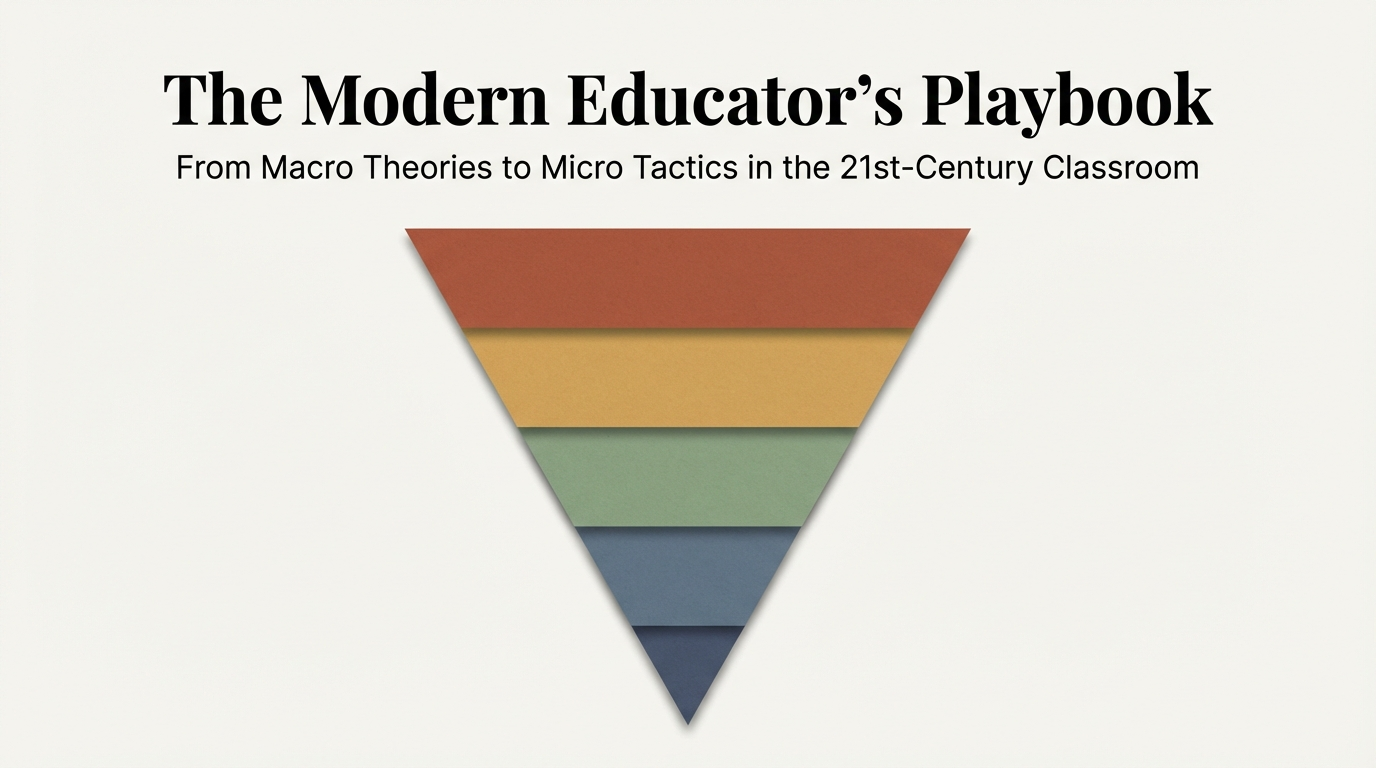 The Modern Educator’s Playbook
From Macro Theories to Micro Tactics in the 21st-Century Classroom